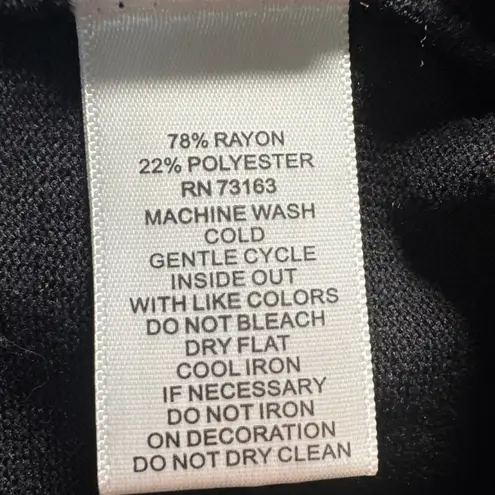 78% RAYON
22% POLYESTER
RN 73163
MACHINE WASH
COLD
GENTLE CYCLE
INSIDE OUT
WITH LIKE COLORS
DO NOT BLEACH
DRY FLAT
COOL IRON
IF NECESSARY
DO NOT IRON
ON DECORATION
DO NOT DRY CLEAN